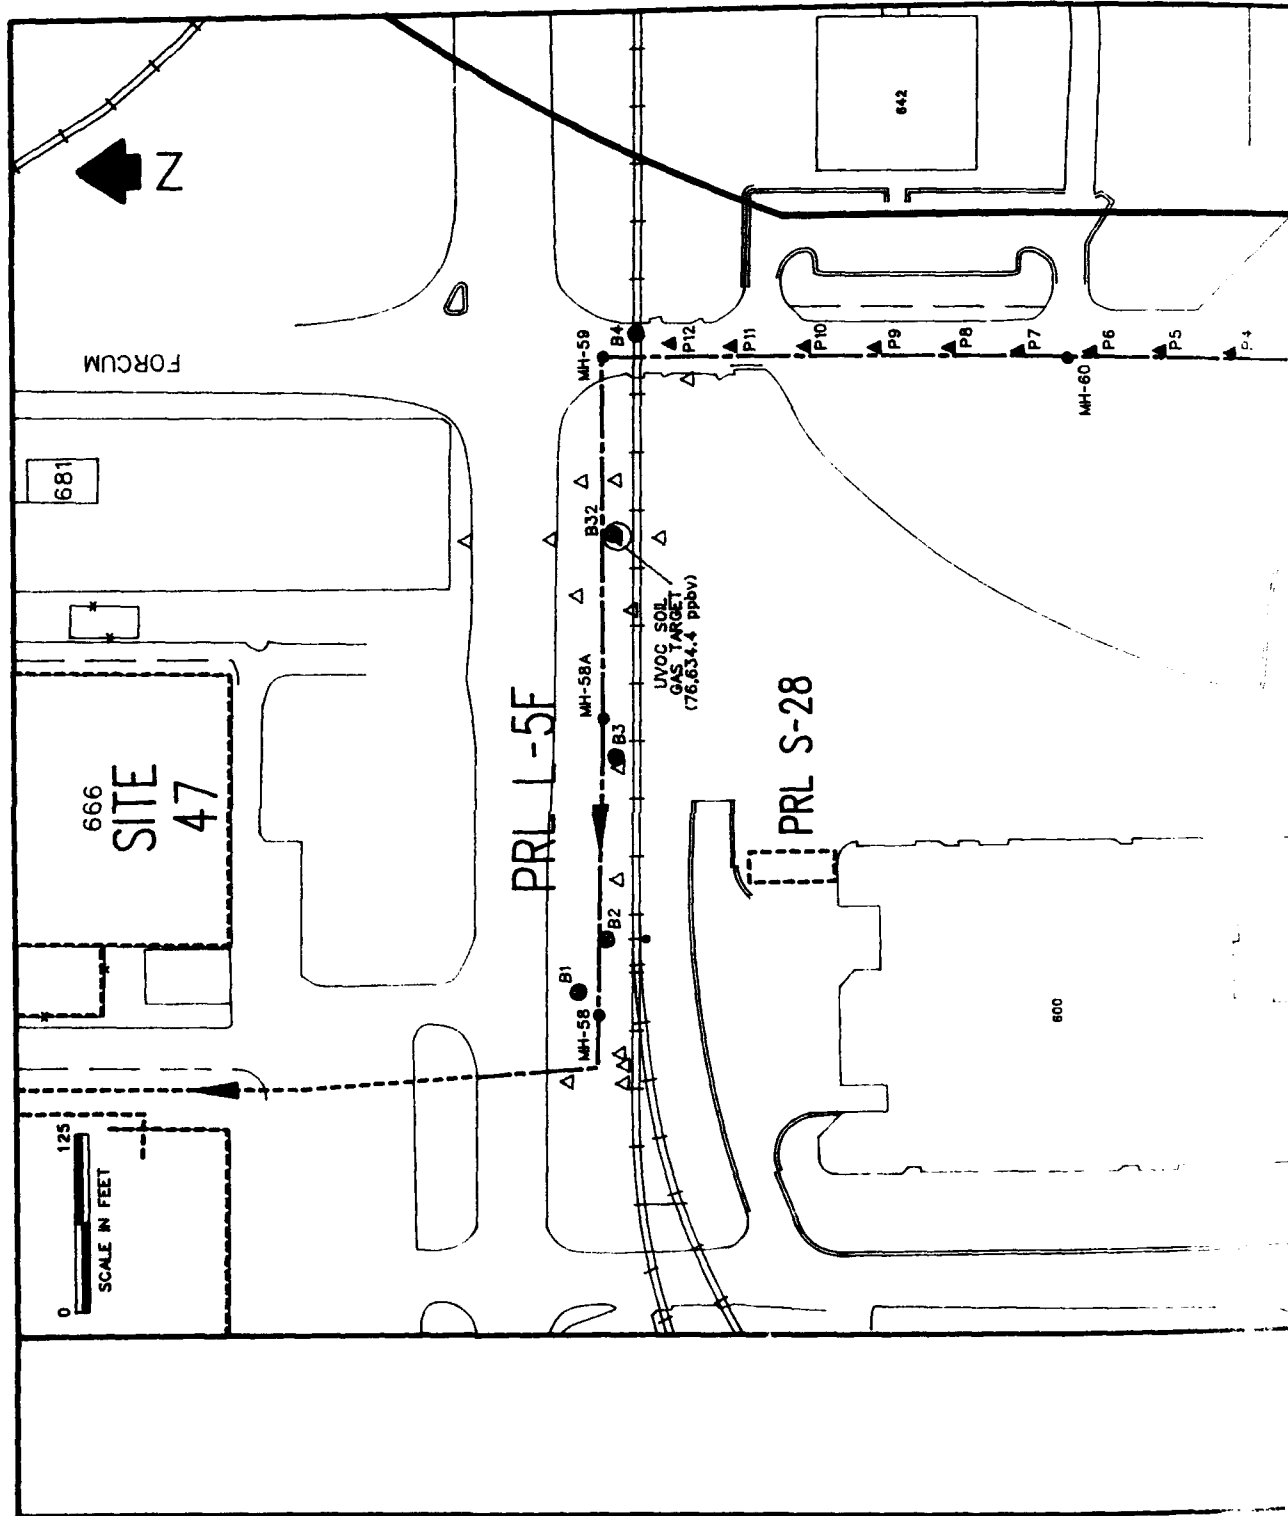 N
FORCUM
681
666
SITE
47
0
125
SCALE IN FEET
642
PRL L-5F
PRL S-28
600
MH-59
B4
P12
P11
P10
P9
P8
P7
P6
P5
P-4
MH-60
B32
UVOC SOIL
GAS TARGET
(76,634.4 ppbv)
MH-58A
B3
B2
B1
MH-58